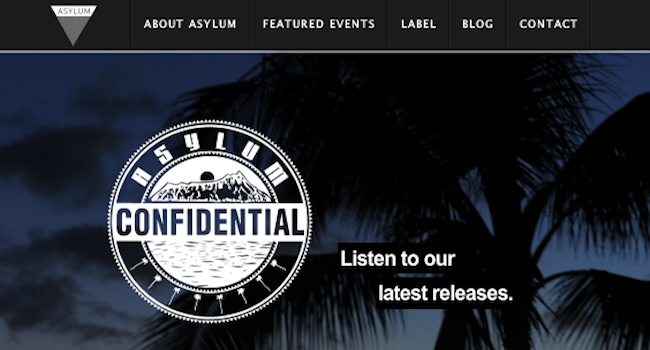 ASYLUM
ABOUT ASYLUM
FEATURED EVENTS
LABEL
BLOG
CONTACT
ASYLUM
CONFIDENTIAL
Listen to our
latest releases.